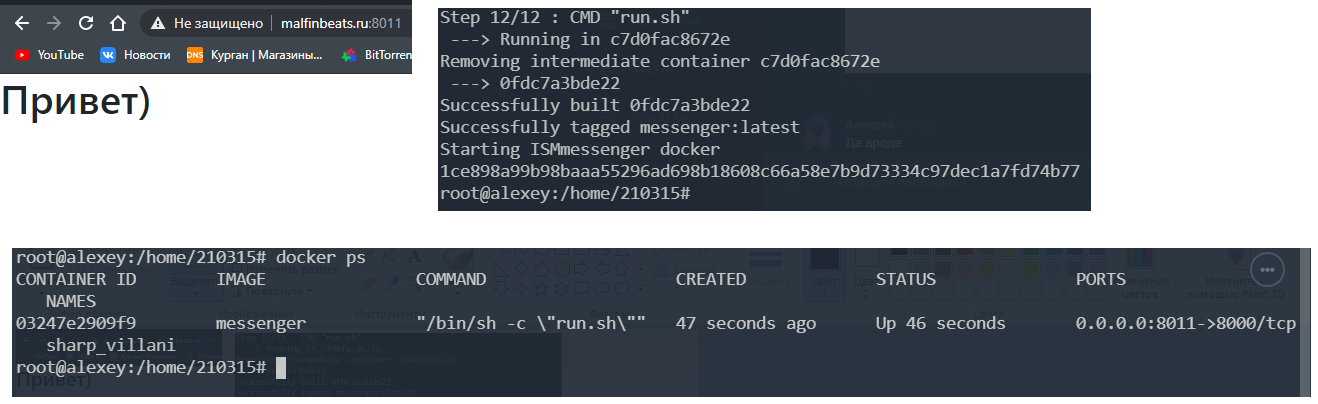 Не защищено malfinbeats.ru:8011
YouTube Новости Курган | Магазины... BitTorren
Привет)
Step 12/12 : CMD "run.sh"
---> Running in c7d0fac8672e
Removing intermediate container c7d0fac8672e
---> 0fdc7a3bde22
Successfully built 0fdc7a3bde22
Successfully tagged messenger:latest
Starting ISMmessenger docker
1ce898a99b98baaa55296ad698b18608c66a58e7b9d73334c97dec1a7fd74b77
root@alexey:/home/210315#
root@alexey:/home/210315# docker ps
CONTAINER ID IMAGE COMMAND CREATED STATUS PORTS
NAMES
03247e2909f9 messenger "/bin/sh -c \"run.sh\"" 47 seconds ago Up 46 seconds 0.0.0.0:8011->8000/tcp
sharp_villani
root@alexey:/home/210315#